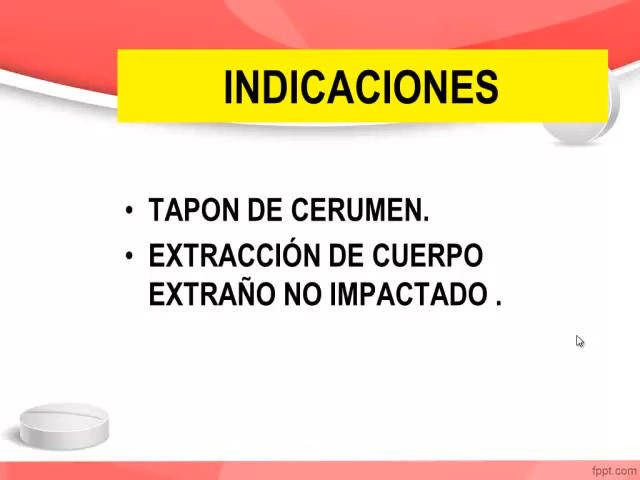 INDICACIONES
• TAPON DE CERUMEN.
• EXTRACCIÓN DE CUERPO
EXTRAÑO NO IMPACTADO .
fppt.com